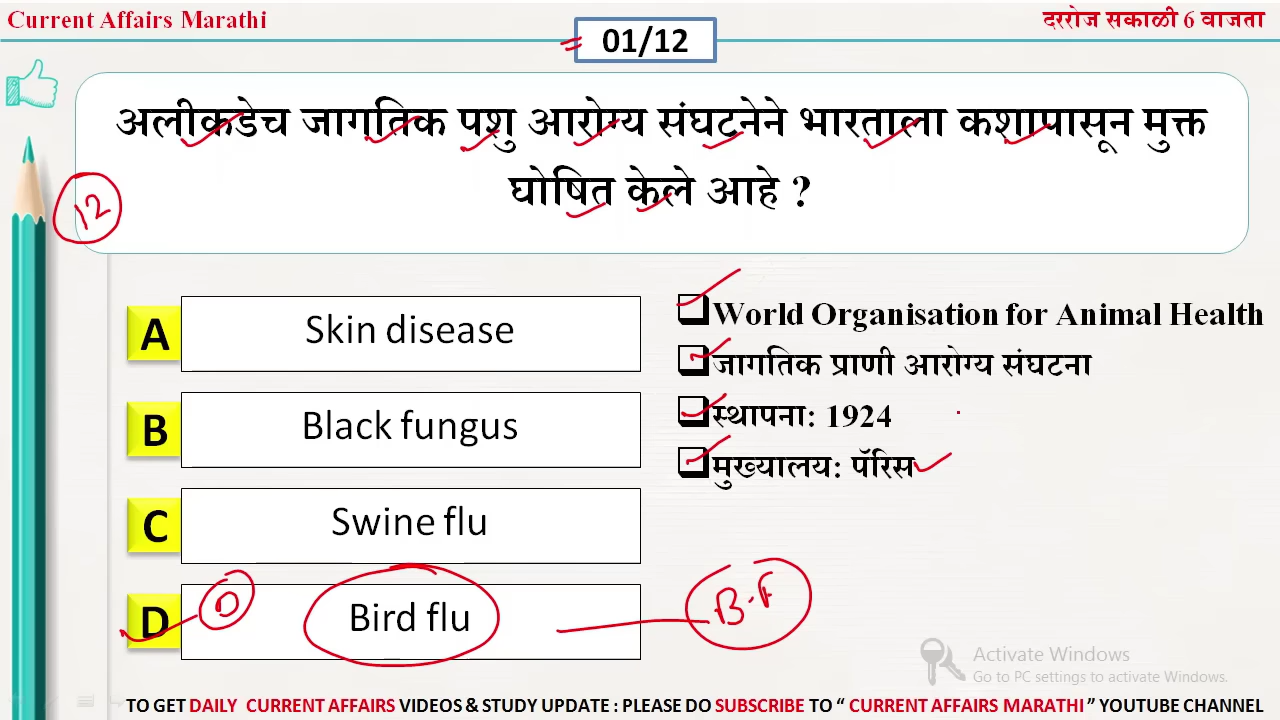 Current Affairs Marathi
दररोज सकाळी 6 वाजता
01/12
अलीकडेच जागतिक पशु आरोग्य संघटनेने भारताला कशापासून मुक्त
घोषित केले आहे ?
12
A Skin disease
B Black fungus
C Swine flu
D Bird flu
D
B.F
World Organisation for Animal Health
जागतिक प्राणी आरोग्य संघटना
स्थापना: 1924
मुख्यालय: पॅरिस
Activate Windows
Go to PC settings to activate Windows.
TO GET DAILY CURRENT AFFAIRS VIDEOS & STUDY UPDATE : PLEASE DO SUBSCRIBE TO “ CURRENT AFFAIRS MARATHI ” YOUTUBE CHANNEL